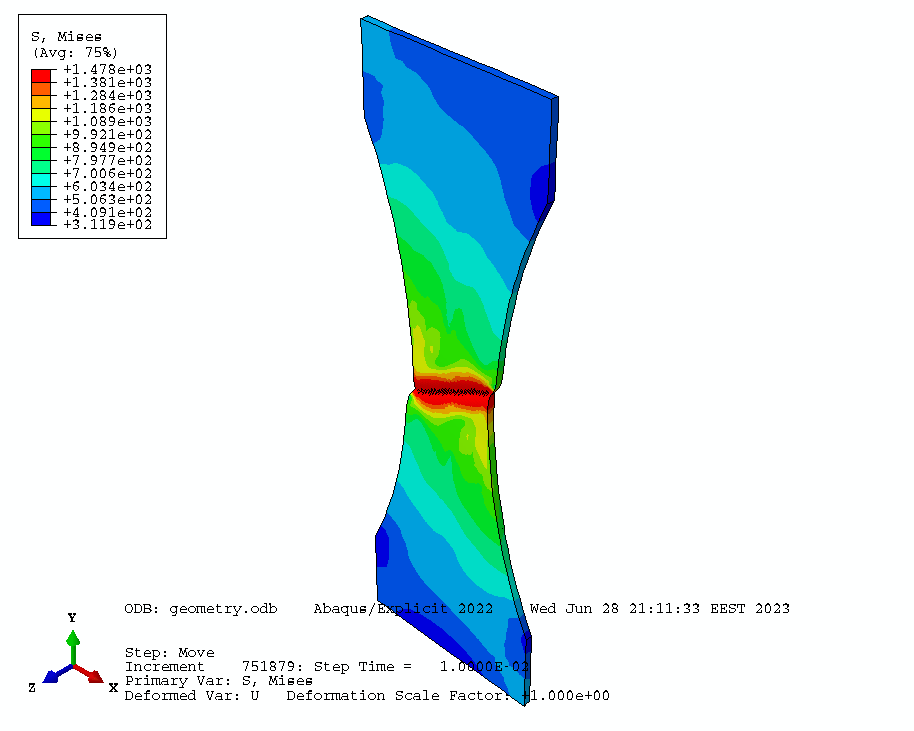 S, Mises
(Avg: 75%)
+1.478e+03
+1.381e+03
+1.284e+03
+1.186e+03
+1.089e+03
+9.921e+02
+8.949e+02
+7.977e+02
+7.006e+02
+6.034e+02
+5.063e+02
+4.091e+02
+3.119e+02
ODB: geometry.odb Abaqus/Explicit 2022 Wed Jun 28 21:11:33 EEST 2023
Y
Z
X
Step: Move
Increment 751879: Step Time = 1.0000E-02
Primary Var: S, Mises
Deformed Var: U Deformation Scale Factor: +1.000e+00